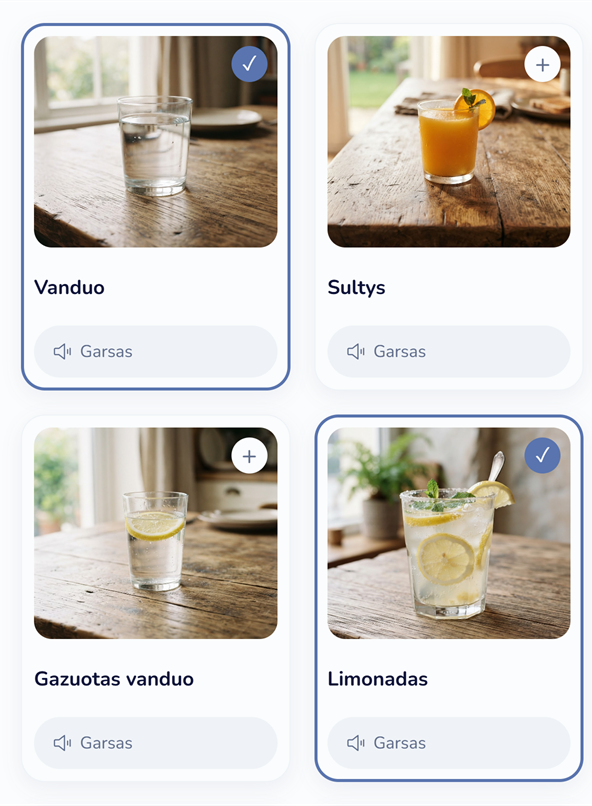 Vanduo
Garsas
Sultys
Garsas
Gazuotas vanduo
Garsas
Limonadas
Garsas